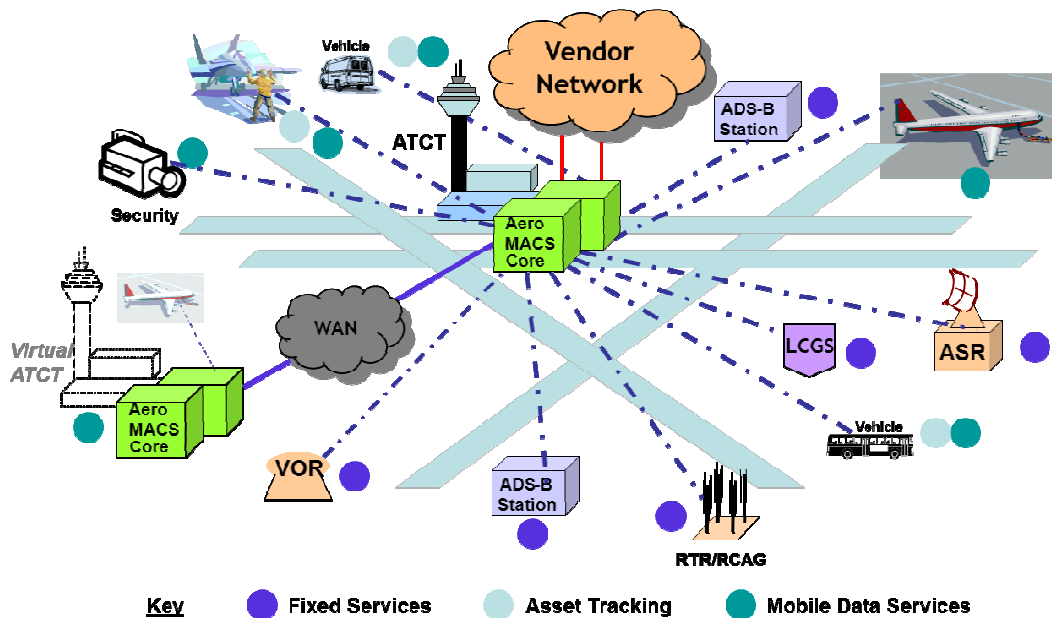 Vehicle
Vendor
Network
ADS-B
Station
ATCT
Security
Aero
MACS
Core
WAN
Virtual
ATCT
LCGS
ASR
Aero
MACS
Core
Vehicle
VOR
ADS-B
Station
RTR/RCAG
Key
Fixed Services
Asset Tracking
Mobile Data Services